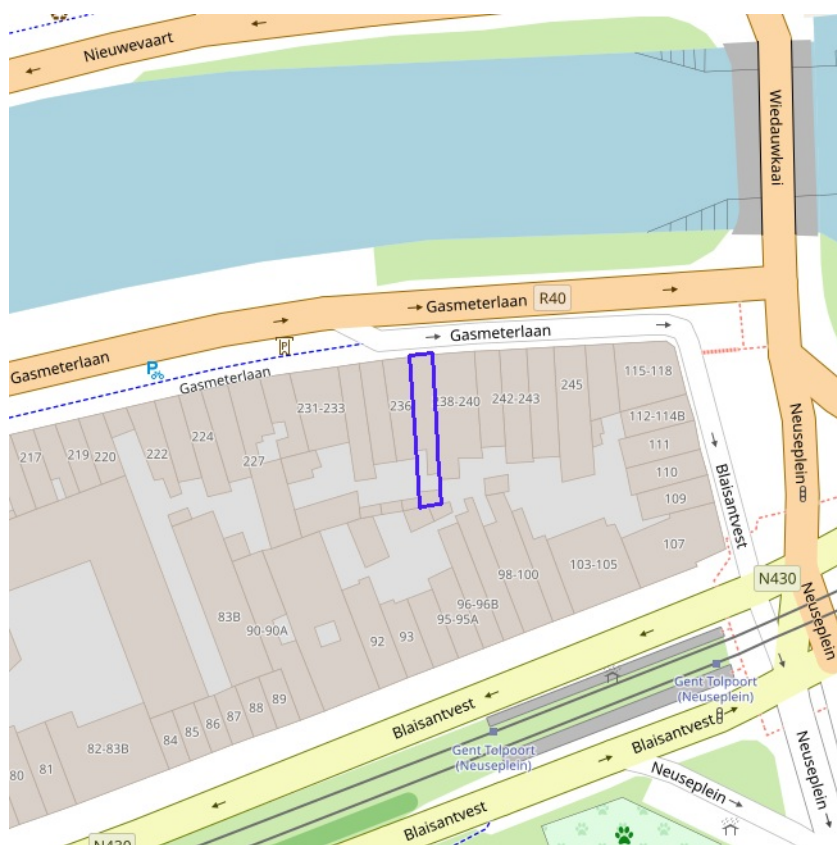 Nieuwevaart
Wiedauwkaai
Gasmeterlaan
R40
Gasmeterlaan
Gasmeterlaan
P
Gasmeterlaan
P
115-118
245
231-233
236
238-240
242-243
112-114B
224
222
219
220
217
227
111
110
109
Blaisantvest
Neuseplein
107
103-105
98-100
N430
96-96B
95-95A
83B
90-90A
92
93
Neuseplein
Gent Tolpoort
(Neuseplein)
89
88
87
86
85
84
82-83B
81
80
Blaisantvest
Gent Tolpoort
(Neuseplein)
Blaisantvest
Neuseplein
Neuseplein
Blaisantvest
N430